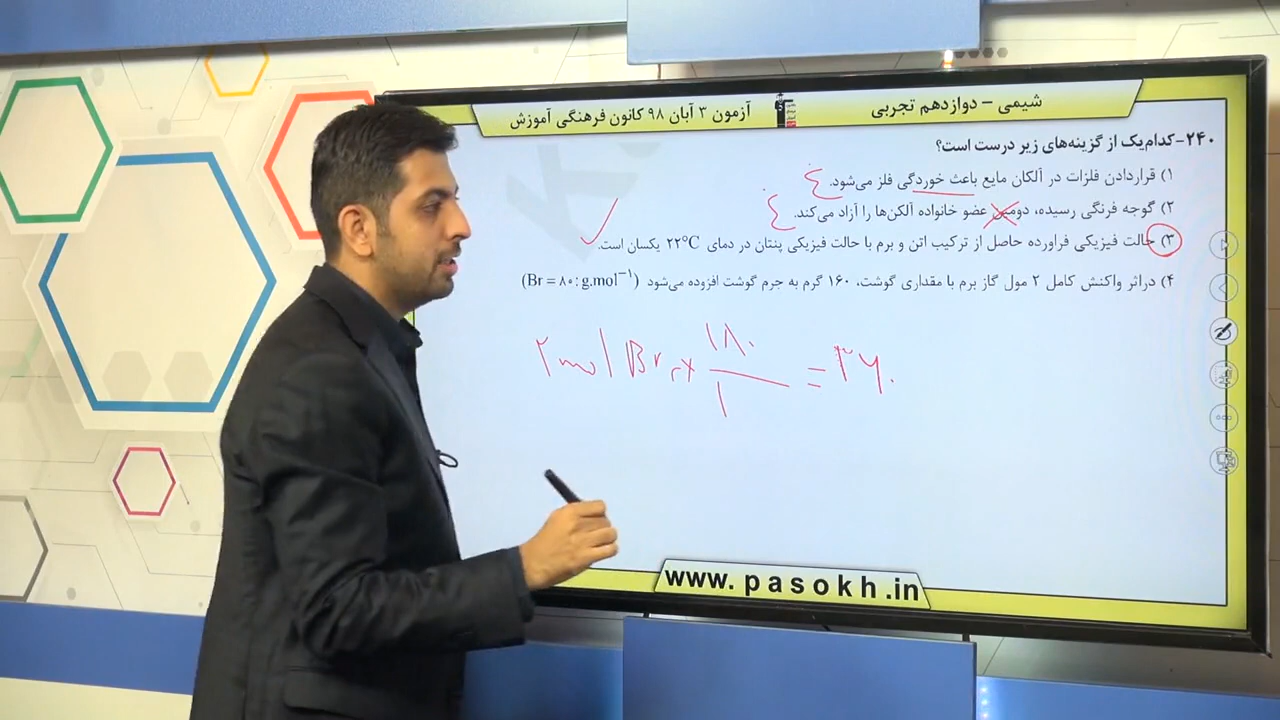 شیمی – دوازدهم تجربی
آزمون ۳ آبان ۹۸ کانون فرهنگی آموزش
۲۴۰- کدام‌یک از گزینه‌های زیر درست است؟
۱) قراردادن فلزات در آلکان مایع باعث خوردگی فلز می‌شود.
۲) گوجه فرنگی رسیده، دومین عضو خانواده آلکن‌ها را آزاد می‌کند.
۳) حالت فیزیکی فراورده حاصل از ترکیب اتن و برم با حالت فیزیکی پنتان در دمای ۲۲°C یکسان است.
۴) دراثر واکنش کامل ۲ مول گاز برم با مقداری گوشت، ۱۶۰ گرم به جرم گوشت افزوده می‌شود (Br = ۸۰ : g.mol⁻¹)
۲mol Br۲ × ۱۸۰/۱ = ۳۶۰
www.pasokh.in